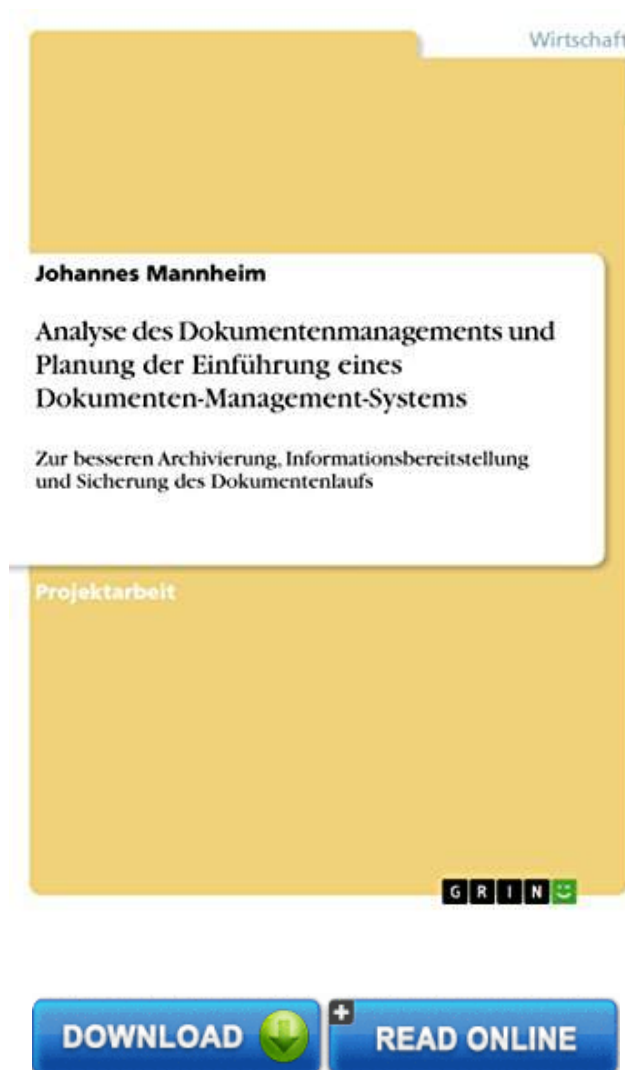 Wirtschaft
Johannes Mannheim
Analyse des Dokumentenmanagements und
Planung der Einführung eines
Dokumenten-Management-Systems
Zur besseren Archivierung, Informationsbereitstellung
und Sicherung des Dokumentenlaufs
Projektarbeit
GRIN
DOWNLOAD
READ ONLINE